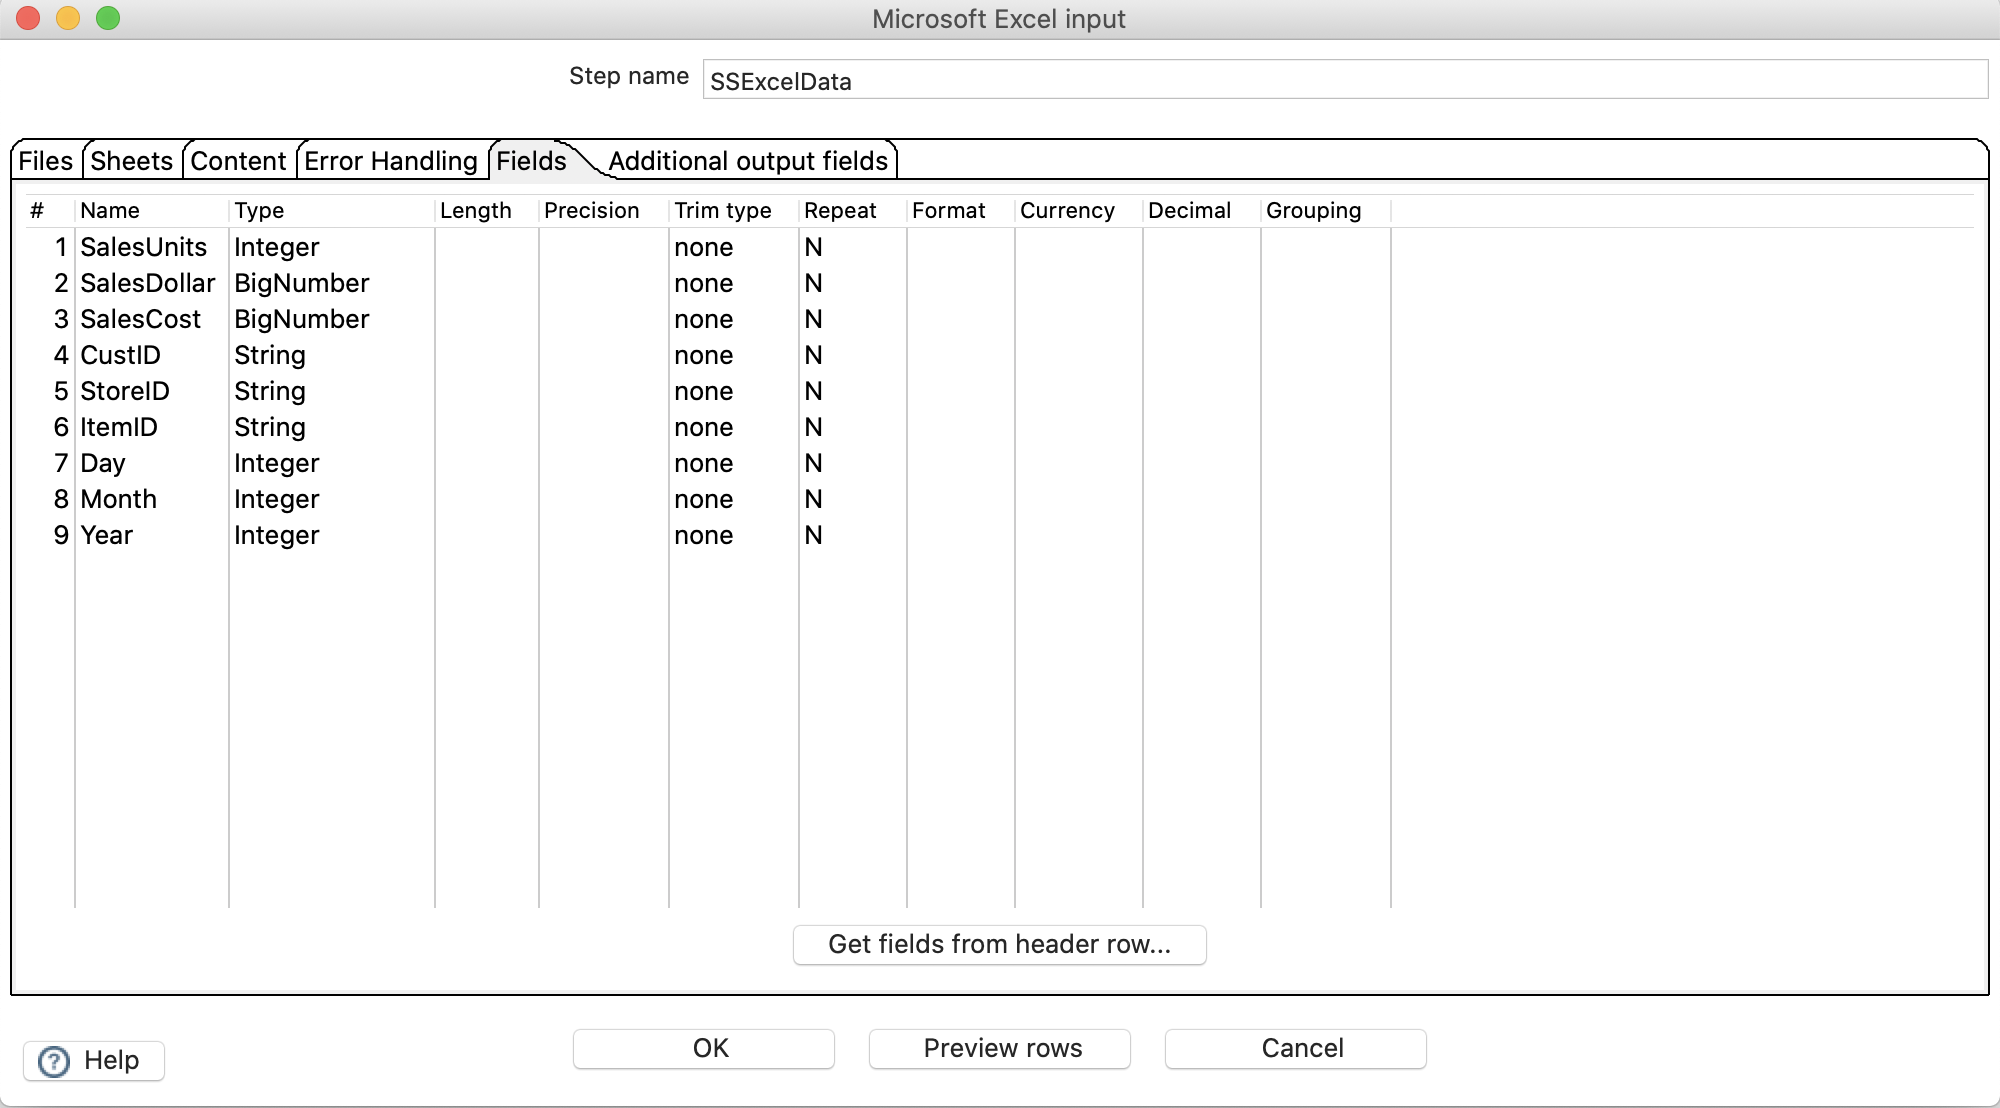 Microsoft Excel input
Step name SSExcelData
Files Sheets Content Error Handling Fields Additional output fields
# Name Type Length Precision Trim type Repeat Format Currency Decimal Grouping
1 SalesUnits Integer none N
2 SalesDollar BigNumber none N
3 SalesCost BigNumber none N
4 CustID String none N
5 StoreID String none N
6 ItemID String none N
7 Day Integer none N
8 Month Integer none N
9 Year Integer none N
Get fields from header row...
? Help OK Preview rows Cancel